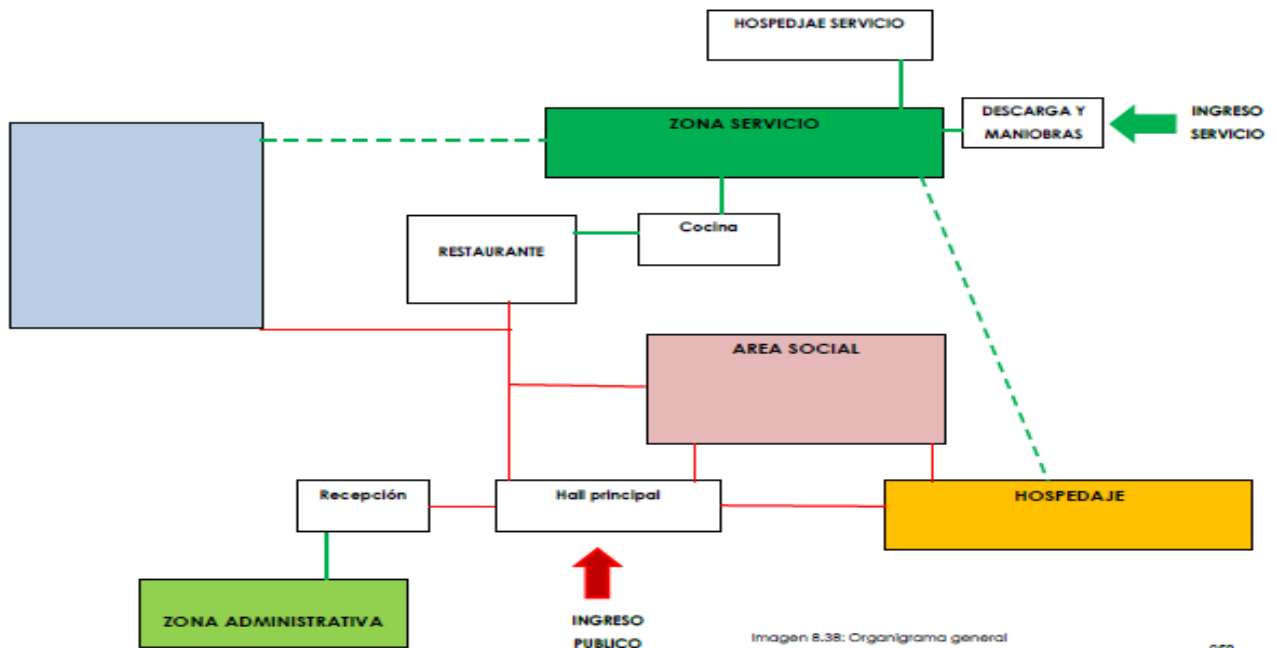 HOSPEDJAE SERVICIO
ZONA SERVICIO
DESCARGA Y
MANIOBRAS
INGRESO
SERVICIO
RESTAURANTE
Cocina
AREA SOCIAL
Recepción
Hall principal
HOSPEDAJE
ZONA ADMINISTRATIVA
INGRESO
PUBLICO
Imagen 8.38: Organigrama general